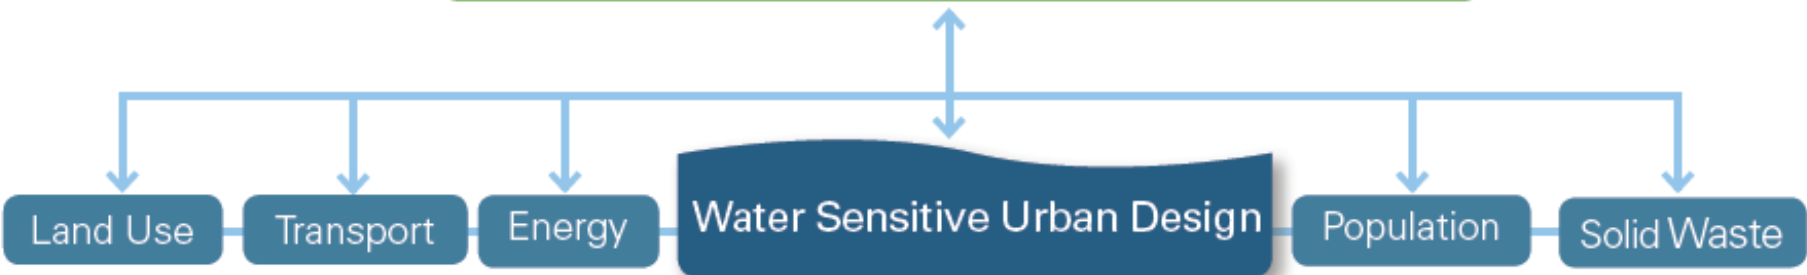 Land Use
Transport
Energy
Water Sensitive Urban Design
Population
Solid Waste